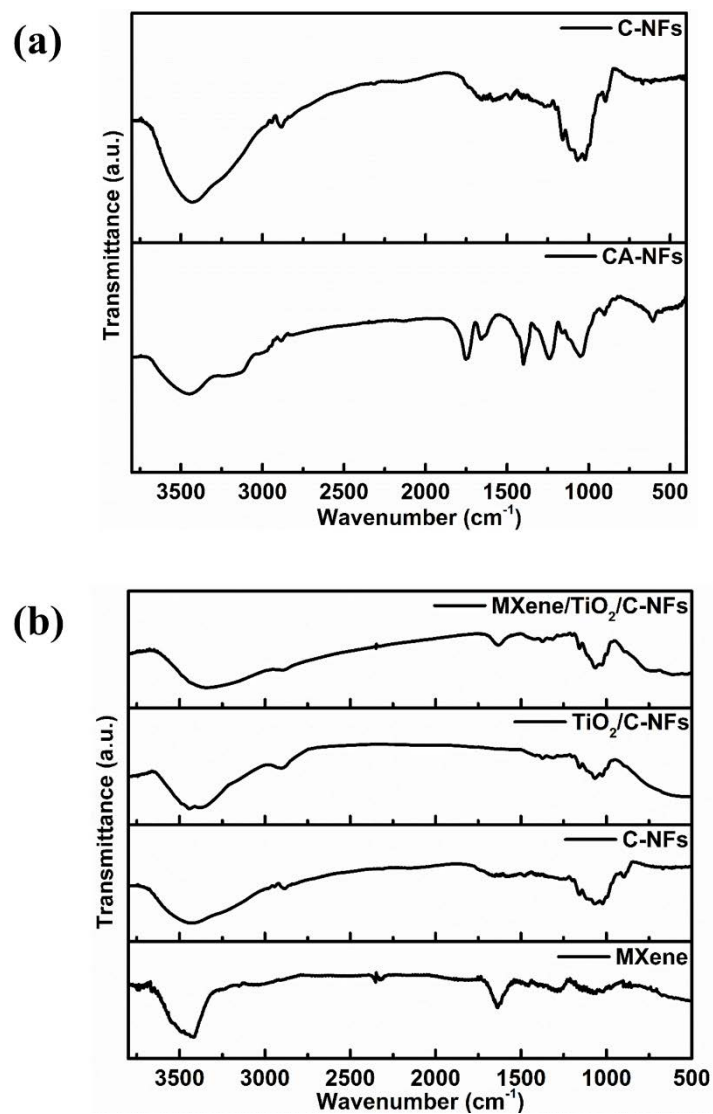 (a)
C-NFs
CA-NFs
Transmittance (a.u.)
3500 3000 2500 2000 1500 1000 500
Wavenumber (cm⁻¹)
(b)
MXene/TiO₂/C-NFs
TiO₂/C-NFs
C-NFs
MXene
Transmittance (a.u.)
3500 3000 2500 2000 1500 1000 500
Wavenumber (cm⁻¹)